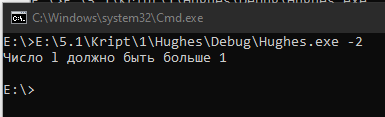 C:\Windows\system32\Cmd.exe
E:\>E:\5.1\Kript\1\Hughes\Debug\Hughes.exe -2
Число l должно быть больше 1
E:\>